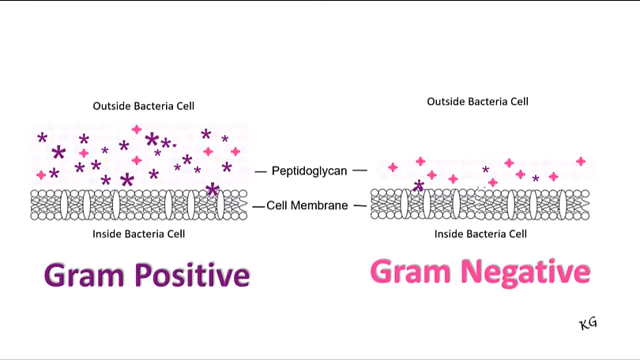 Outside Bacteria Cell
Outside Bacteria Cell
Peptidoglycan
Cell Membrane
Inside Bacteria Cell
Inside Bacteria Cell
Gram Positive
Gram Negative
KG